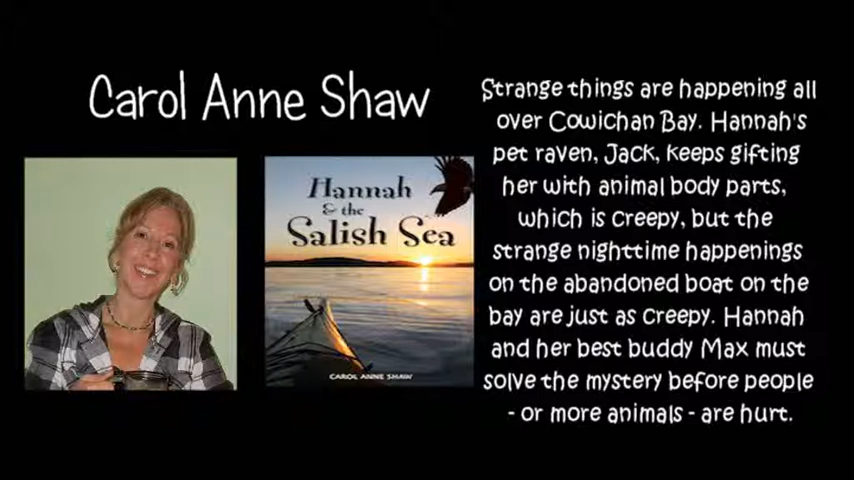 Carol Anne Shaw
Hannah
& the
Salish Sea
CAROL ANNE SHAW
Strange things are happening all
over Cowichan Bay. Hannah's
pet raven, Jack, keeps gifting
her with animal body parts,
which is creepy, but the
strange nighttime happenings
on the abandoned boat on the
bay are just as creepy. Hannah
and her best buddy Max must
solve the mystery before people
- or more animals - are hurt.